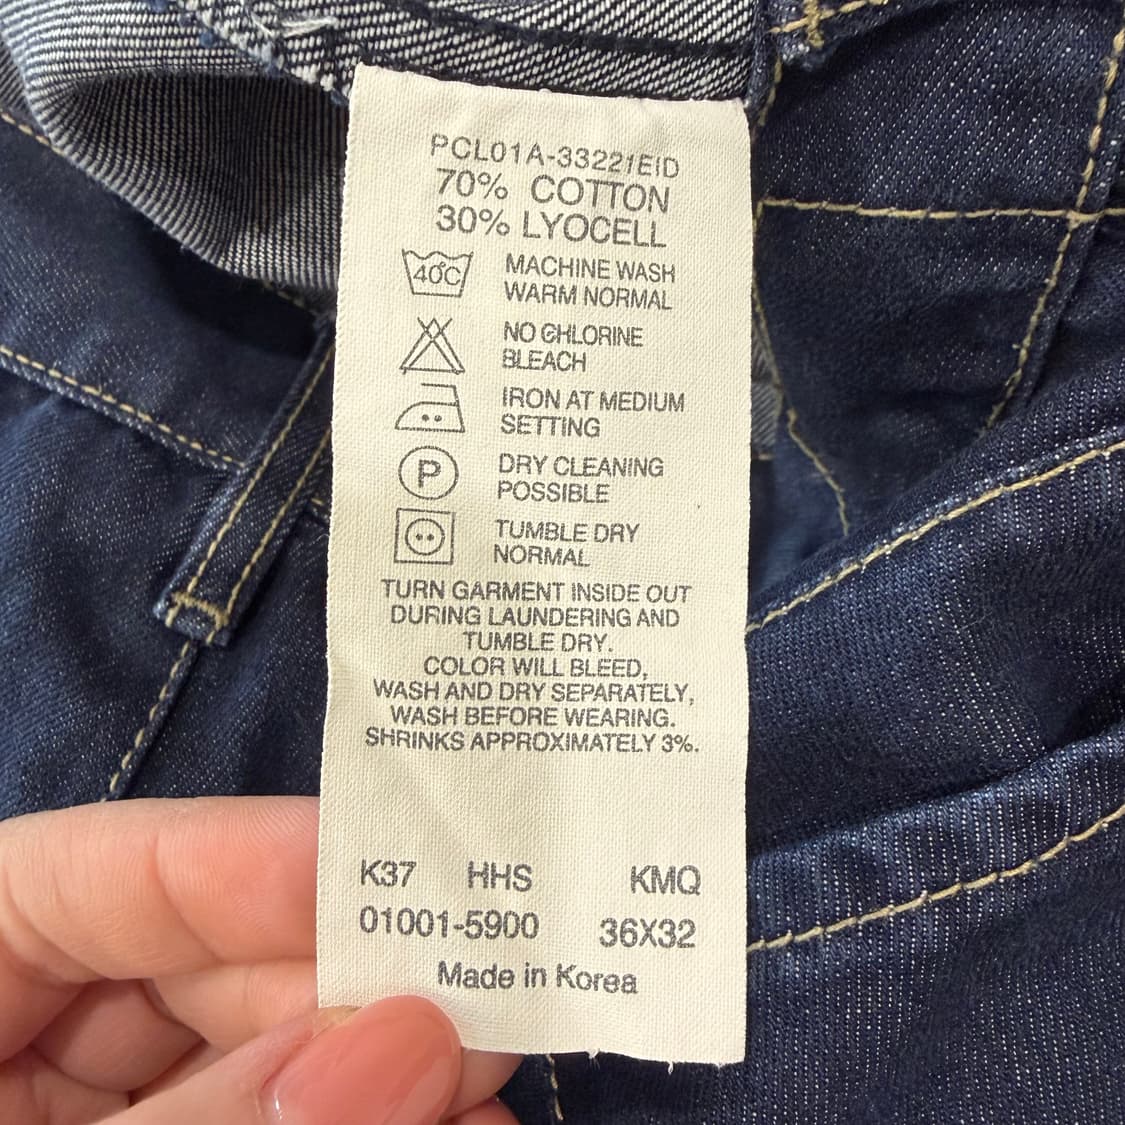 PCL01A-33221EID
70% COTTON
30% LYOCELL
40°C MACHINE WASH
WARM NORMAL
NO CHLORINE
BLEACH
IRON AT MEDIUM
SETTING
P DRY CLEANING
POSSIBLE
TUMBLE DRY
NORMAL
TURN GARMENT INSIDE OUT
DURING LAUNDERING AND
TUMBLE DRY.
COLOR WILL BLEED,
WASH AND DRY SEPARATELY,
WASH BEFORE WEARING.
SHRINKS APPROXIMATELY 3%.
K37 HHS KMQ
01001-5900 36X32
Made in Korea